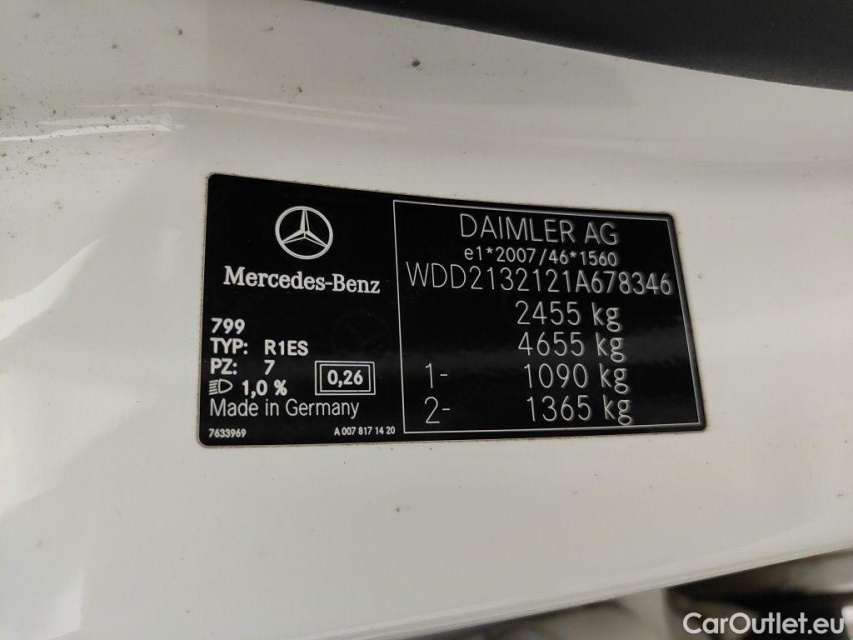 Mercedes-Benz
799
TYP: R1ES
PZ: 7
1,0 %
0,26
Made in Germany
7633969
A 007 817 14 20
DAIMLER AG
e1*2007/46*1560
WDD2132121A678346
2455 kg
4655 kg
1- 1090 kg
2- 1365 kg
CarOutlet.eu